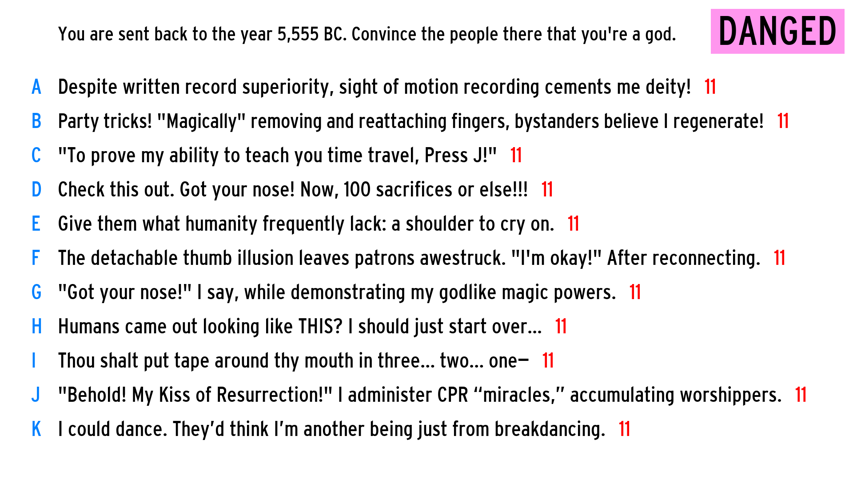 You are sent back to the year 5,555 BC. Convince the people there that you're a god.
DANGED
A Despite written record superiority, sight of motion recording cements me deity! 11
B Party tricks! "Magically" removing and reattaching fingers, bystanders believe I regenerate! 11
C "To prove my ability to teach you time travel, Press J!" 11
D Check this out. Got your nose! Now, 100 sacrifices or else!!! 11
E Give them what humanity frequently lack: a shoulder to cry on. 11
F The detachable thumb illusion leaves patrons awestruck. "I'm okay!" After reconnecting. 11
G "Got your nose!" I say, while demonstrating my godlike magic powers. 11
H Humans came out looking like THIS? I should just start over... 11
I Thou shalt put tape around thy mouth in three... two... one— 11
J "Behold! My Kiss of Resurrection!" I administer CPR “miracles,” accumulating worshippers. 11
K I could dance. They’d think I’m another being just from breakdancing. 11